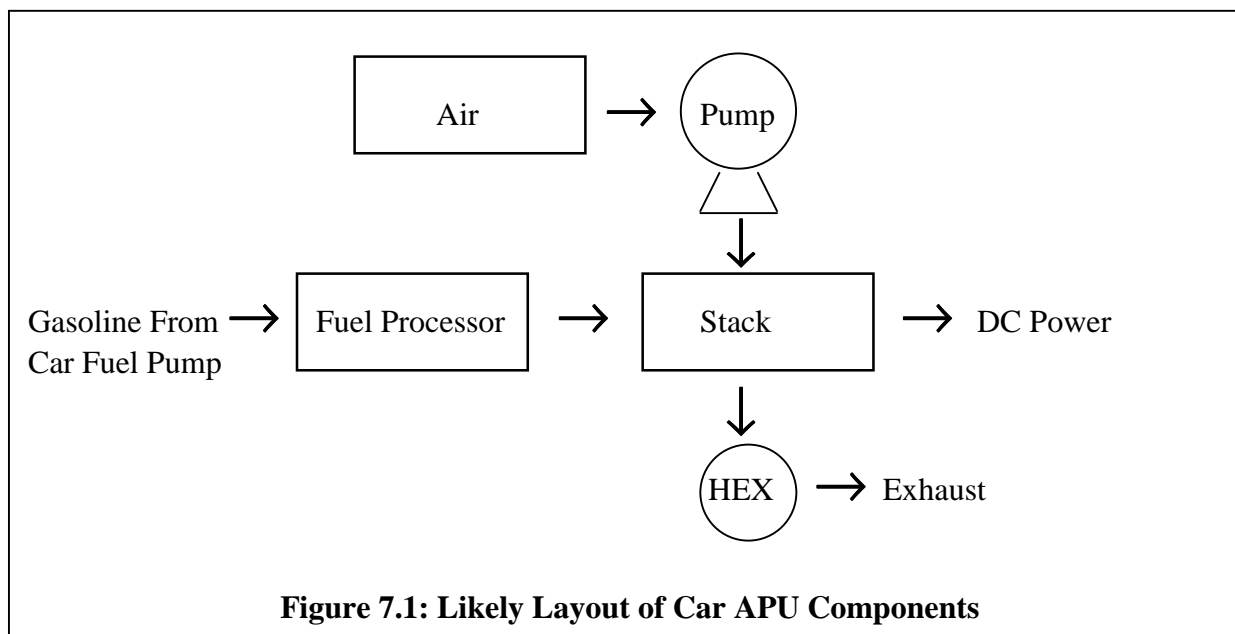 Air
Pump
Gasoline From
Car Fuel Pump
Fuel Processor
Stack
DC Power
HEX
Exhaust
Figure 7.1: Likely Layout of Car APU Components